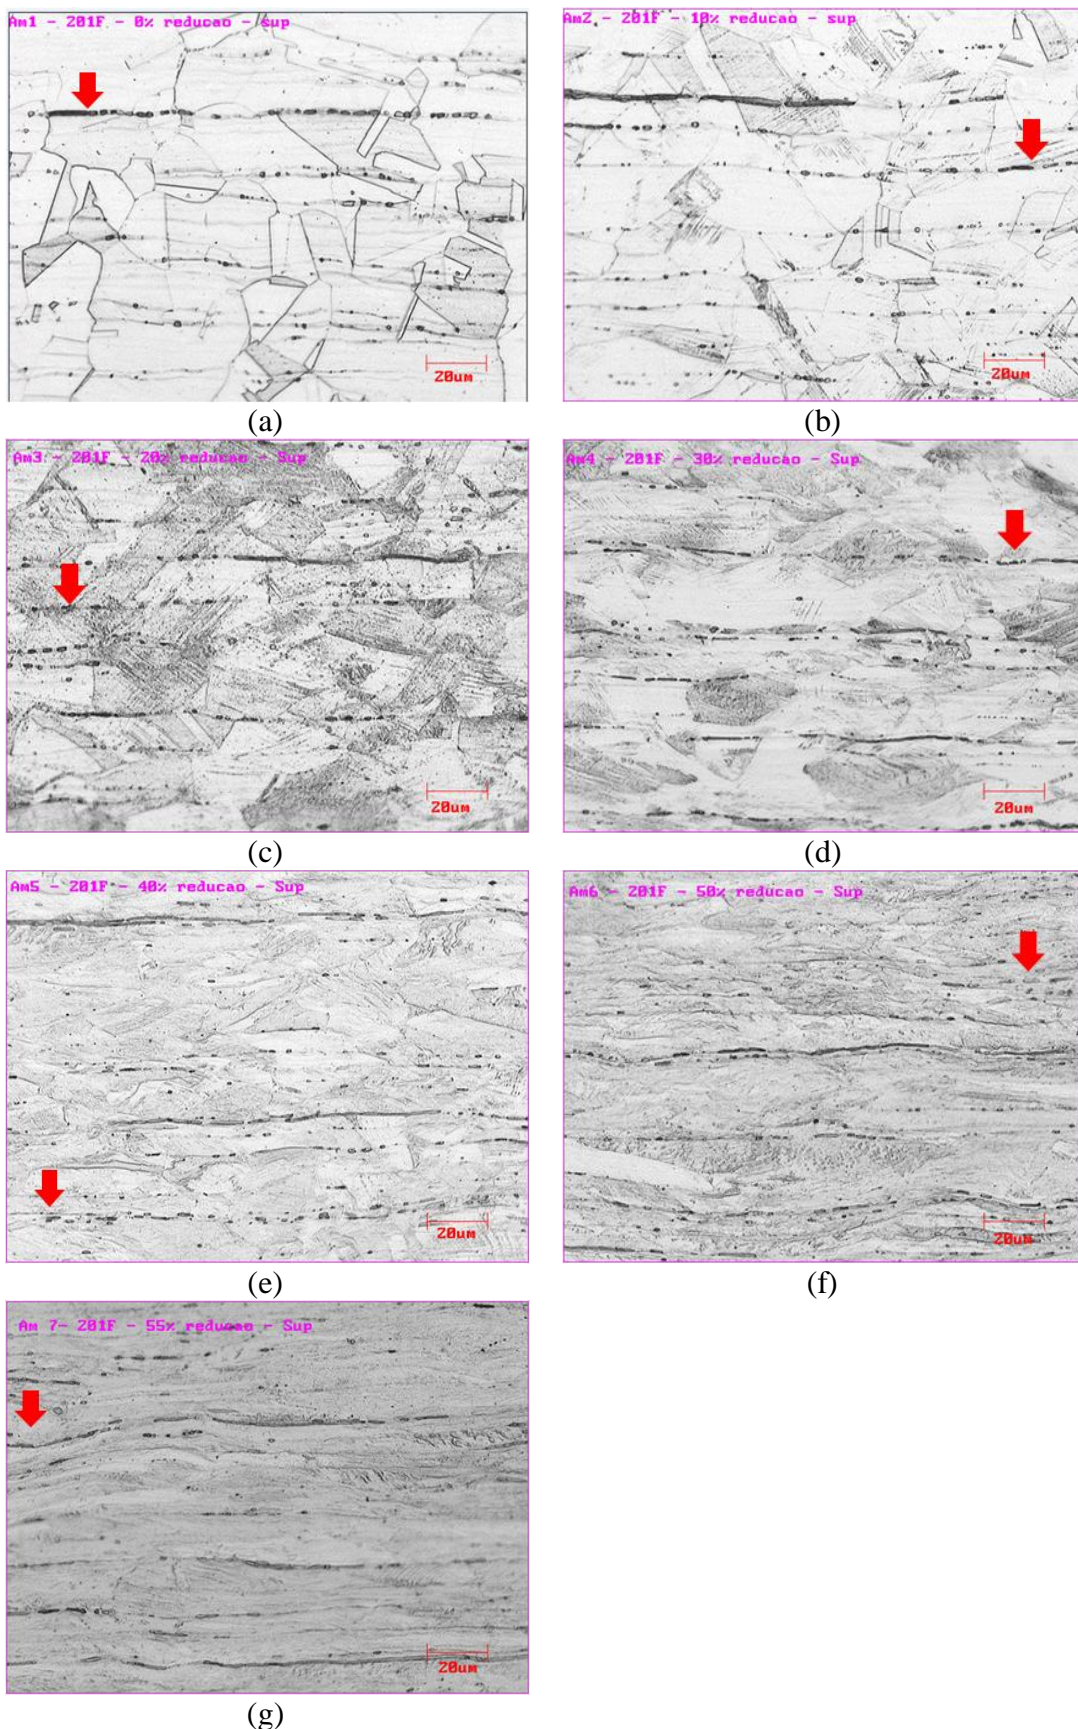 Am1 - 201F - 0% reducao - sup
20um
(a)
Am2 - 201F - 10% reducao - sup
20um
(b)
Am3 - 201F - 20% reducao - Sup
20um
(c)
Am4 - 201F - 30% reducao - Sup
20um
(d)
Am5 - 201F - 40% reducao - Sup
20um
(e)
Am6 - 201F - 50% reducao - Sup
20um
(f)
Am 7- 201F - 55% reducao - Sup
20um
(g)